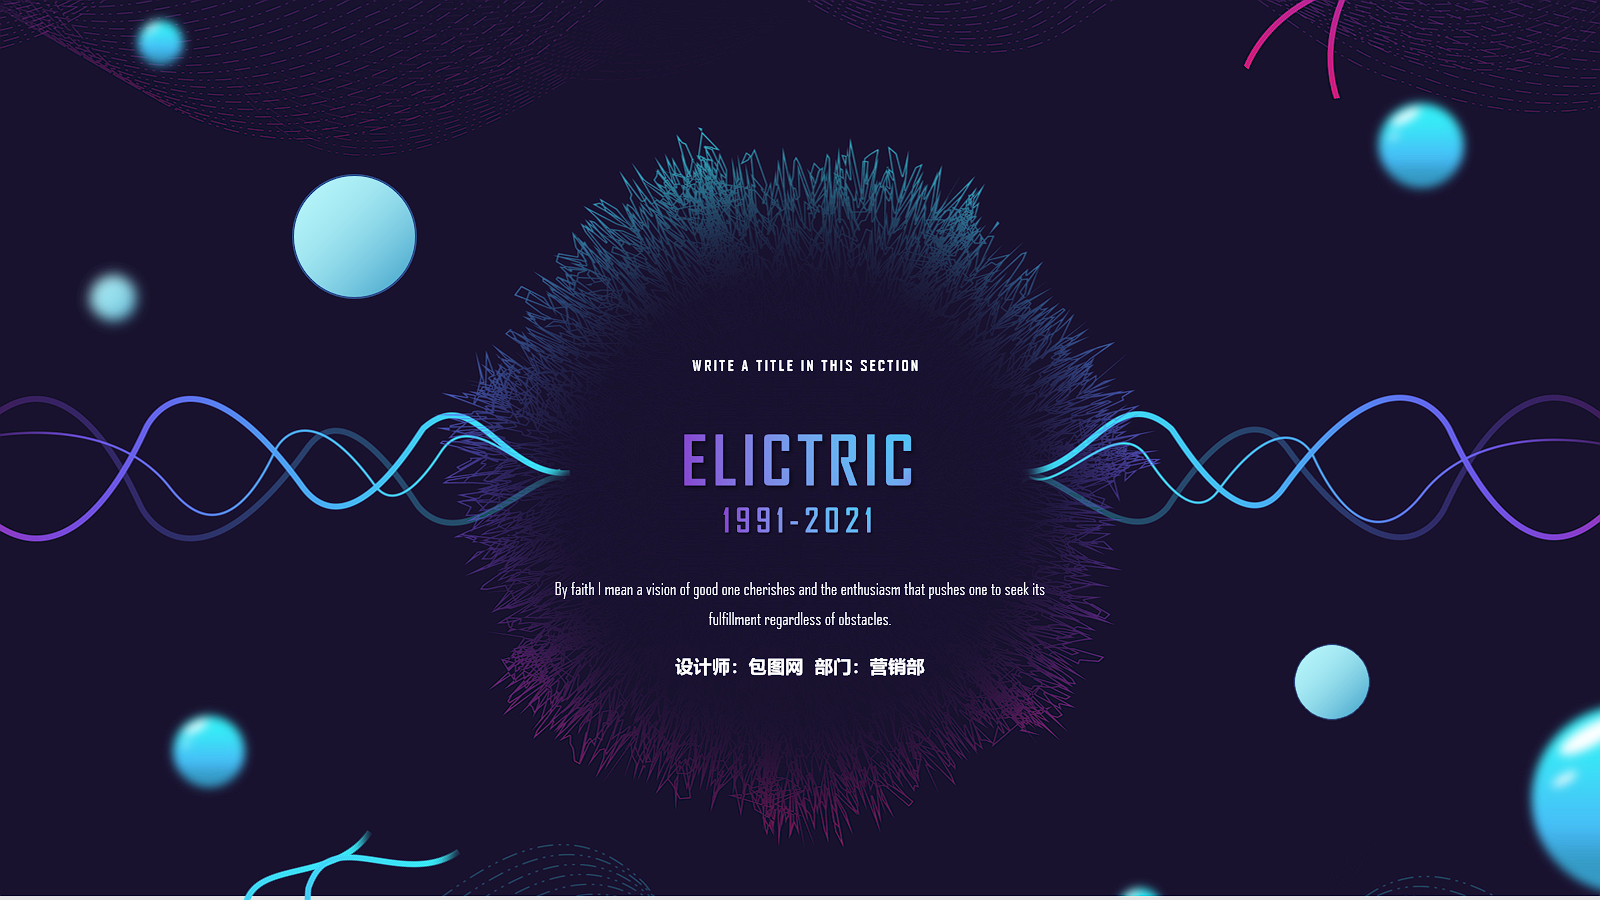 WRITE A TITLE IN THIS SECTION
ELICTRIC
1991-2021
By faith I mean a vision of good one cherishes and the enthusiasm that pushes one to seek its
fulfillment regardless of obstacles.
设计师：包图网 部门：营销部